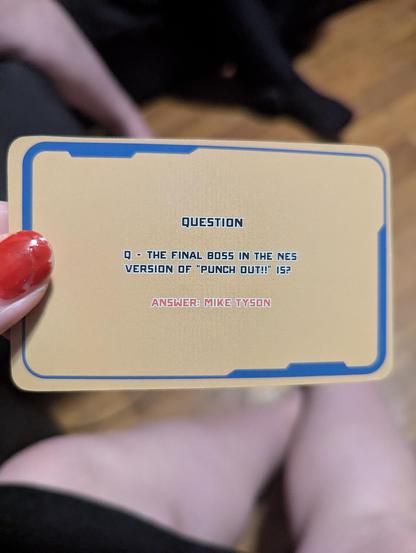 QUESTION
Q - THE FINAL BOSS IN THE NES
VERSION OF "PUNCH OUT!!" IS?
ANSWER: MIKE TYSON